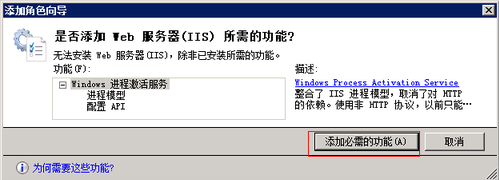 添加角色向导
是否添加 Web 服务器(IIS) 所需的功能?
无法安装 Web 服务器(IIS)，除非已安装所需的功能。
功能(F):
Windows 进程激活服务
进程模型
配置 API
描述:
Windows Process Activation Service
整合了 IIS 进程模型，取消了对 HTTP
的依赖。使用非 HTTP 协议，以前只能…
添加必需的功能(A)
取消
为何需要这些功能?